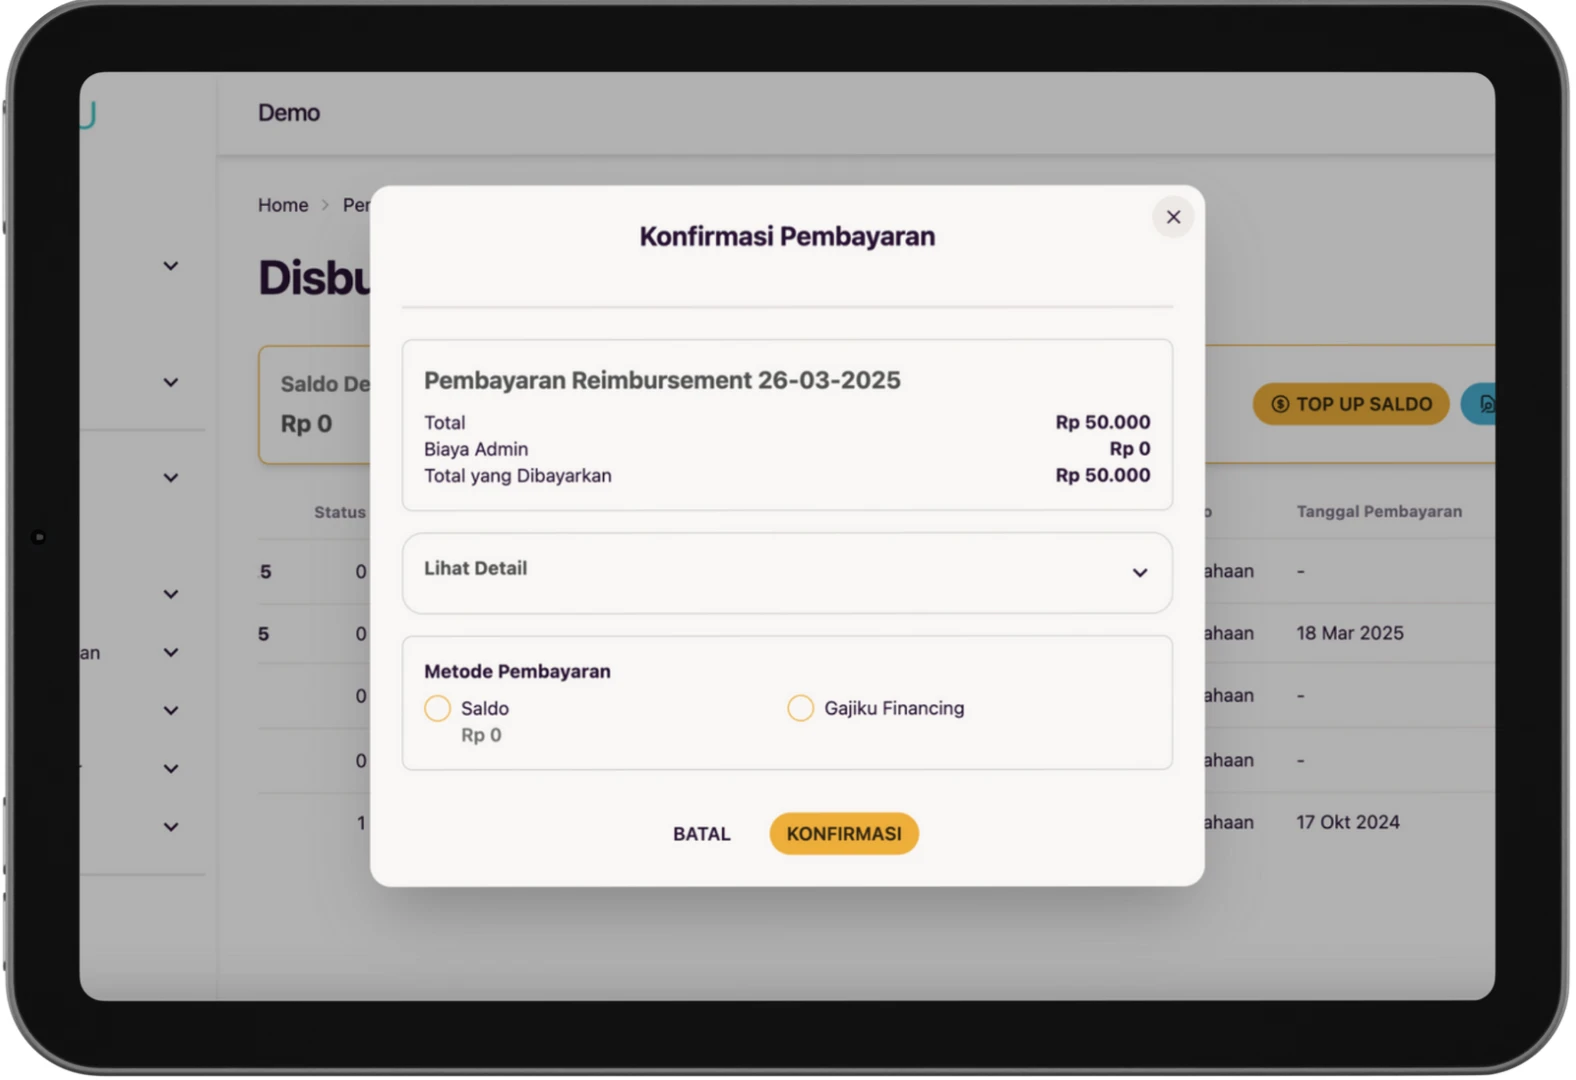 Demo
Home > Per
Disbu
Konfirmasi Pembayaran
Pembayaran Reimbursement 26-03-2025
Total Rp 50.000
Biaya Admin Rp 0
Total yang Dibayarkan Rp 50.000
Lihat Detail
Metode Pembayaran
Saldo
Rp 0
Gajiku Financing
BATAL KONFIRMASI
Saldo De
Rp 0
TOP UP SALDO
Status o Tanggal Pembayaran
5 0 ahaan -
5 0 ahaan 18 Mar 2025
an
0 ahaan -
0 ahaan -
1 ahaan 17 Okt 2024